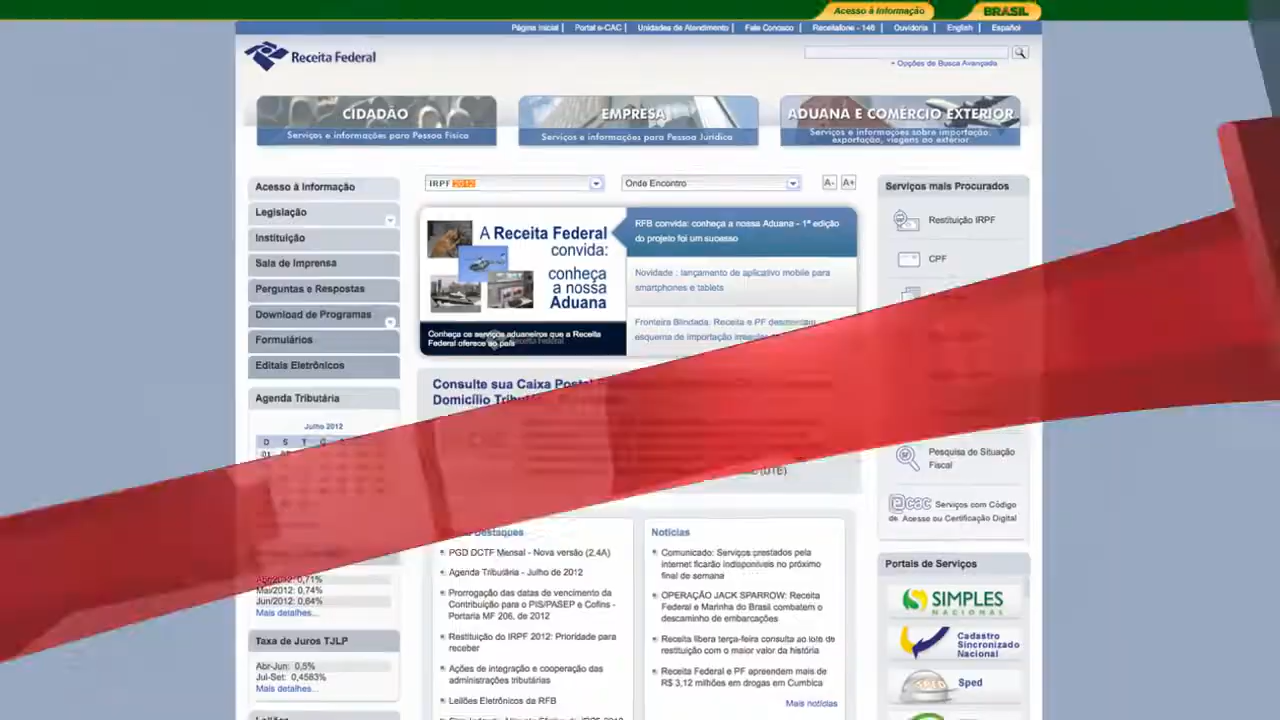 Acesso à Informação
BRASIL
Página Inicial | Portal e-CAC | Unidades de Atendimento | Fale Conosco | Receitafone - 146 | Ouvidoria | English | Español
Receita Federal
+ Opções de Busca Avançada
CIDADÃO
Serviços e informações para Pessoa Física
EMPRESA
Serviços e informações para Pessoa Jurídica
ADUANA E COMÉRCIO EXTERIOR
Serviços e informações sobre importação,
exportação, viagens ao exterior
Acesso à Informação
Legislação
Instituição
Sala de Imprensa
Perguntas e Respostas
Download de Programas
Formulários
Editais Eletrônicos
Agenda Tributária
Julho 2012
D S T Q
01
Abr/2012: 0,71%
Mai/2012: 0,74%
Jun/2012: 0,64%
Mais detalhes...
Taxa de Juros TJLP
Abr-Jun: 0,5%
Jul-Set: 0,4583%
Mais detalhes...
IRPF 2012
Onde Encontro
A- A+
A Receita Federal
convida:
conheça
a nossa
Aduana
Conheça os serviços aduaneiros que a Receita
Federal oferece ao país
RFB convida: conheça a nossa Aduana - 1ª edição
do projeto foi um sucesso
Novidade : lançamento de aplicativo mobile para
smartphones e tablets
Fronteira Blindada. Receita e PF desmontam
esquema de importação
Consulte sua Caixa Postal
Domicílio
(DTE)
Destaques
PGD DCTF Mensal - Nova versão (2.4A)
Agenda Tributária - Julho de 2012
Prorrogação das datas de vencimento da
Contribuição para o PIS/PASEP e Cofins -
Portaria MF 206, de 2012
Restituição do IRPF 2012: Prioridade para
receber
Ações de integração e cooperação das
administrações tributárias
Leilões Eletrônicos da RFB
Notícias
Comunicado: Serviços prestados pela
internet ficarão indisponíveis no próximo
final de semana
OPERAÇÃO JACK SPARROW: Receita
Federal e Marinha do Brasil combatem o
descaminho de embarcações
Receita libera terça-feira consulta ao lote de
restituição com o maior valor da história
Receita Federal e PF apreendem mais de
R$ 3,12 milhões em drogas em Cumbica
Mais notícias
Serviços mais Procurados
Restituição IRPF
CPF
Pesquisa de Situação
Fiscal
ecac Serviços com Código
de Acesso ou Certificação Digital
Portais de Serviços
SIMPLES
NACIONAL
Cadastro
Sincronizado
Nacional
Sped